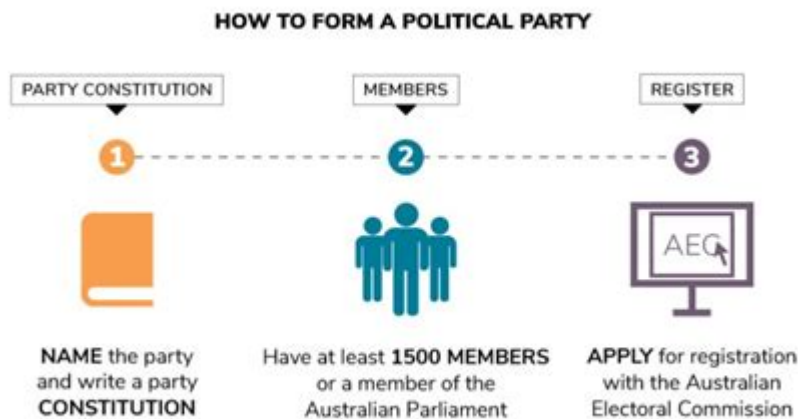 HOW TO FORM A POLITICAL PARTY
PARTY CONSTITUTION
MEMBERS
REGISTER
1
2
3
AEC
NAME the party
and write a party
CONSTITUTION
Have at least 1500 MEMBERS
or a member of the
Australian Parliament
APPLY for registration
with the Australian
Electoral Commission